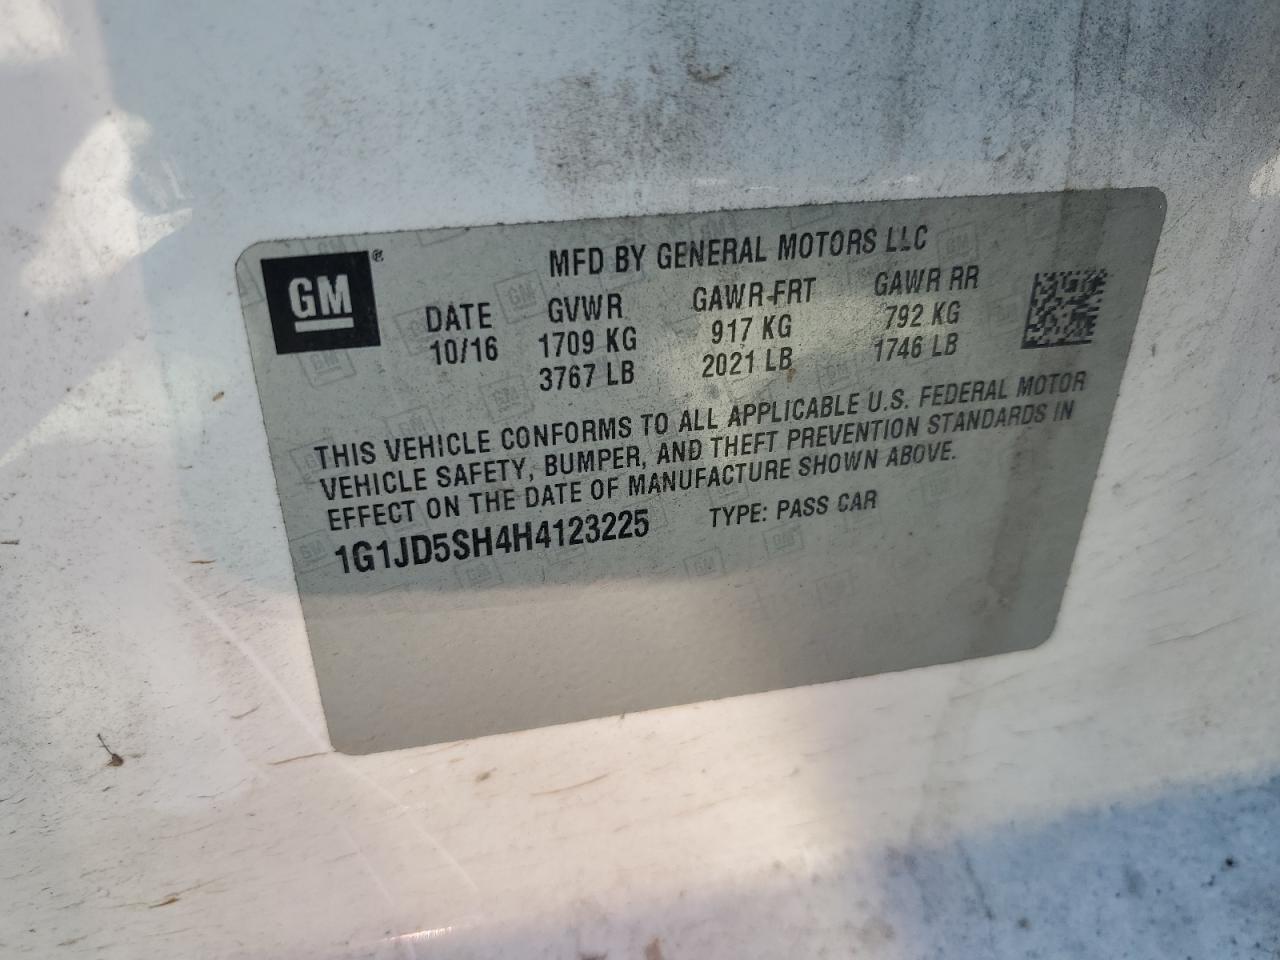 GM ®
MFD BY GENERAL MOTORS LLC
DATE GVWR GAWR-FRT GAWR RR
10/16 1709 KG 917 KG 792 KG
3767 LB 2021 LB 1746 LB
THIS VEHICLE CONFORMS TO ALL APPLICABLE U.S. FEDERAL MOTOR
VEHICLE SAFETY, BUMPER, AND THEFT PREVENTION STANDARDS IN
EFFECT ON THE DATE OF MANUFACTURE SHOWN ABOVE.
1G1JD5SH4H4123225 TYPE: PASS CAR